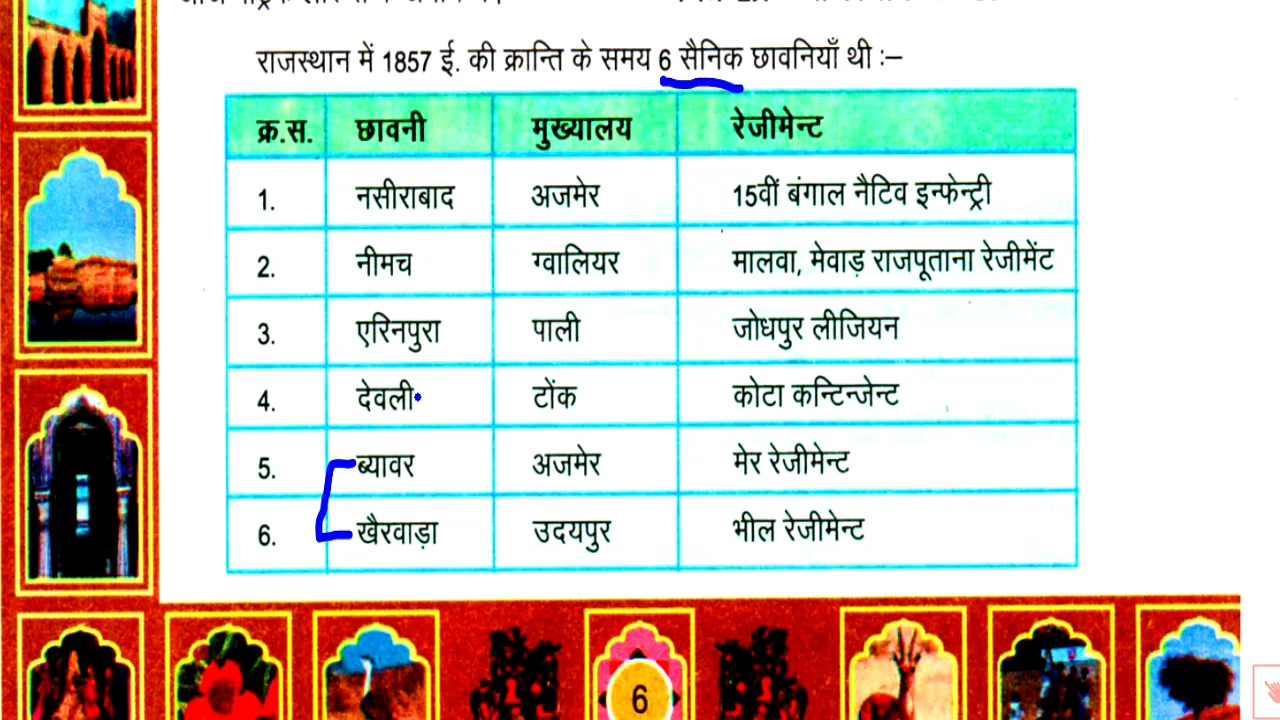 राजस्थान में 1857 ई. की क्रान्ति के समय 6 सैनिक छावनियाँ थी :–
क्र.स. छावनी मुख्यालय रेजीमेन्ट
1. नसीराबाद अजमेर 15वीं बंगाल नैटिव इन्फेन्ट्री
2. नीमच ग्वालियर मालवा, मेवाड़ राजपूताना रेजीमेंट
3. एरिनपुरा पाली जोधपुर लीजियन
4. देवली टोंक कोटा कन्टिन्जेन्ट
5. ब्यावर अजमेर मेर रेजीमेन्ट
6. खैरवाड़ा उदयपुर भील रेजीमेन्ट
6